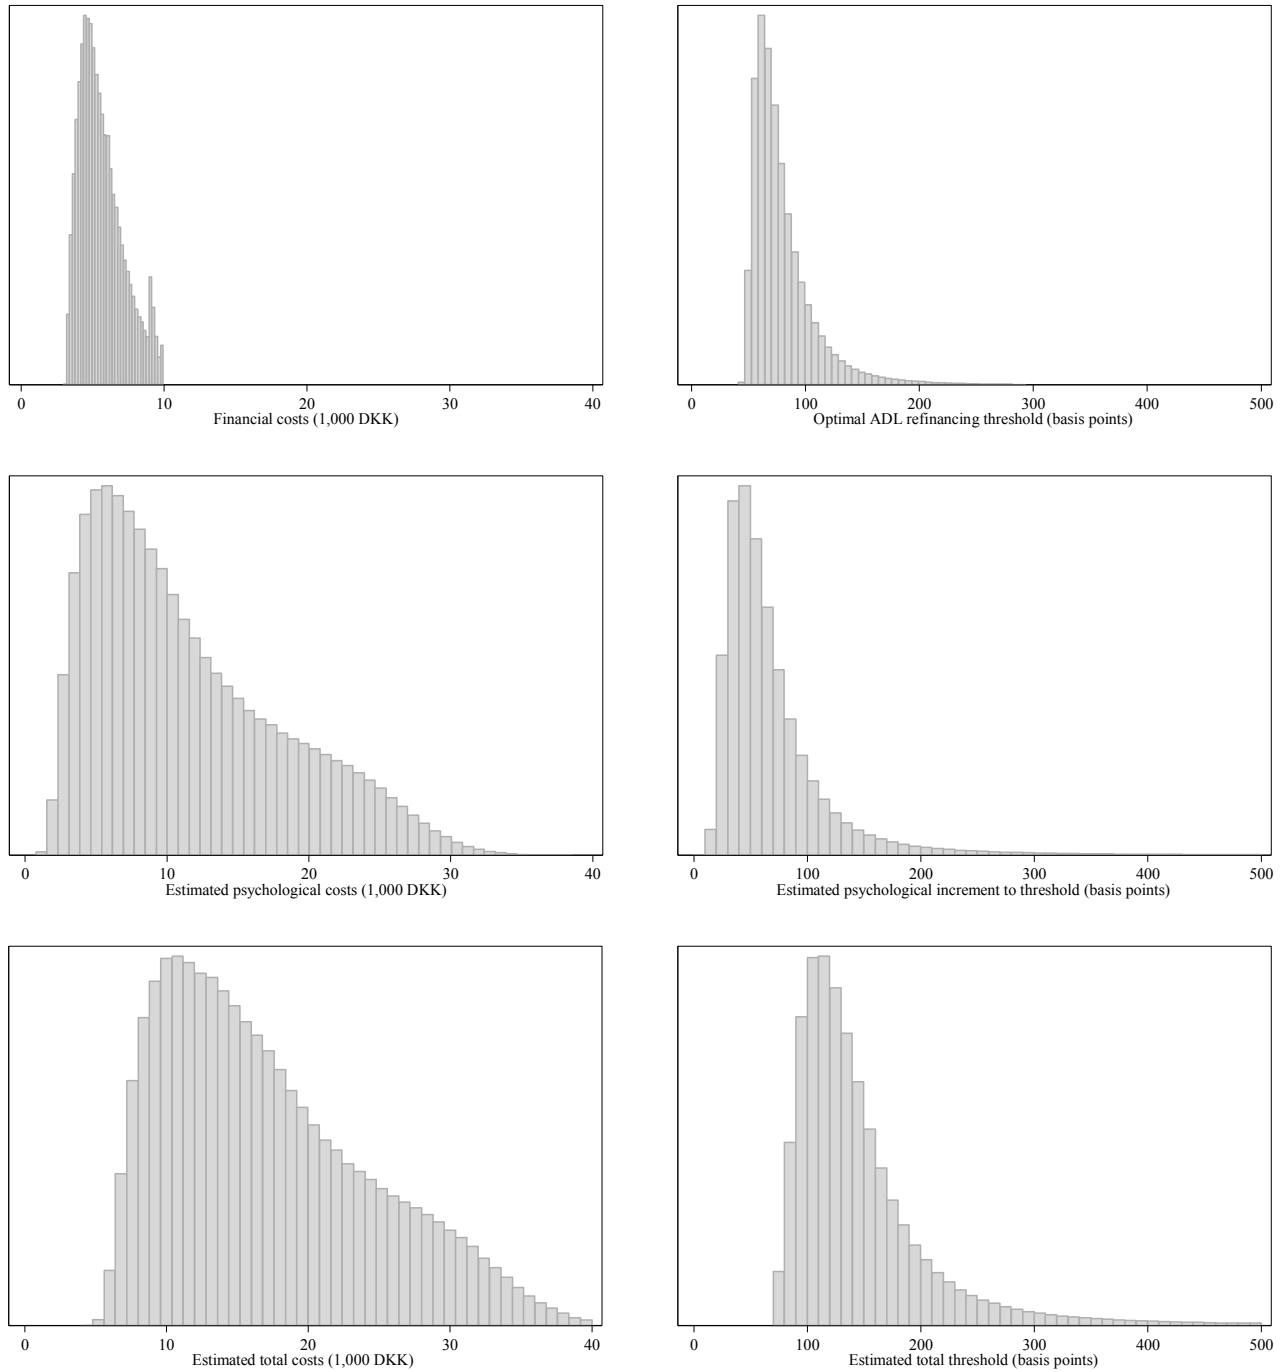 0 10 20 30 40
Financial costs (1,000 DKK)
0 100 200 300 400 500
Optimal ADL refinancing threshold (basis points)
0 10 20 30 40
Estimated psychological costs (1,000 DKK)
0 100 200 300 400 500
Estimated psychological increment to threshold (basis points)
0 10 20 30 40
Estimated total costs (1,000 DKK)
0 100 200 300 400 500
Estimated total threshold (basis points)